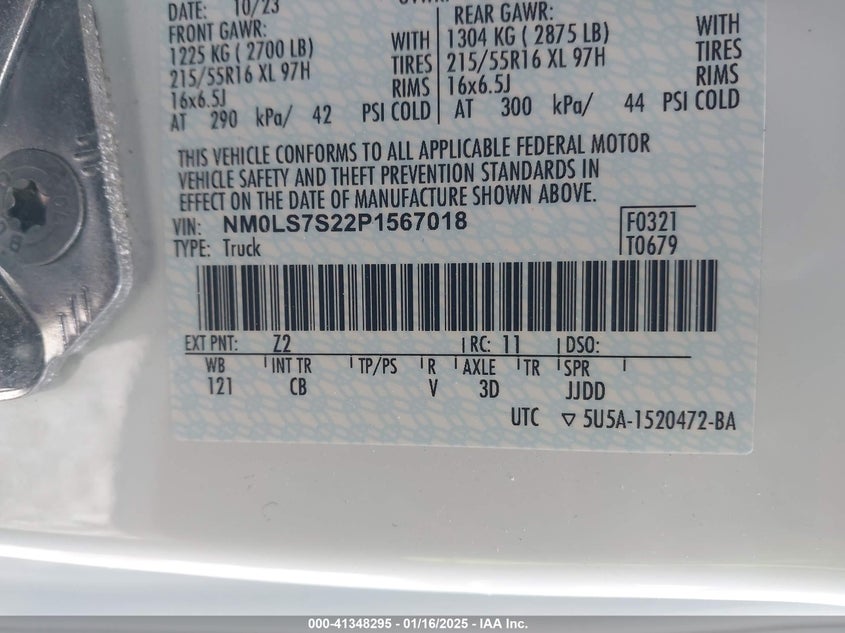 DATE: 10/23
FRONT GAWR:
1225 KG ( 2700 LB) WITH
215/55R16 XL 97H TIRES
16x6.5J RIMS
AT 290 kPa/ 42 PSI COLD
REAR GAWR:
1304 KG ( 2875 LB) WITH
215/55R16 XL 97H TIRES
16x6.5J RIMS
AT 300 kPa/ 44 PSI COLD
THIS VEHICLE CONFORMS TO ALL APPLICABLE FEDERAL MOTOR
VEHICLE SAFETY AND THEFT PREVENTION STANDARDS IN
EFFECT ON THE DATE OF MANUFACTURE SHOWN ABOVE.
VIN: NM0LS7S22P1567018 F0321
TYPE: Truck T0679
EXT PNT: Z2 RC: 11 DSO:
WB INT TR TP/PS R AXLE TR SPR
121 CB V 3D JJDD
UTC ▽ 5U5A-1520472-BA
000-41348295 - 01/16/2025 - IAA Inc.